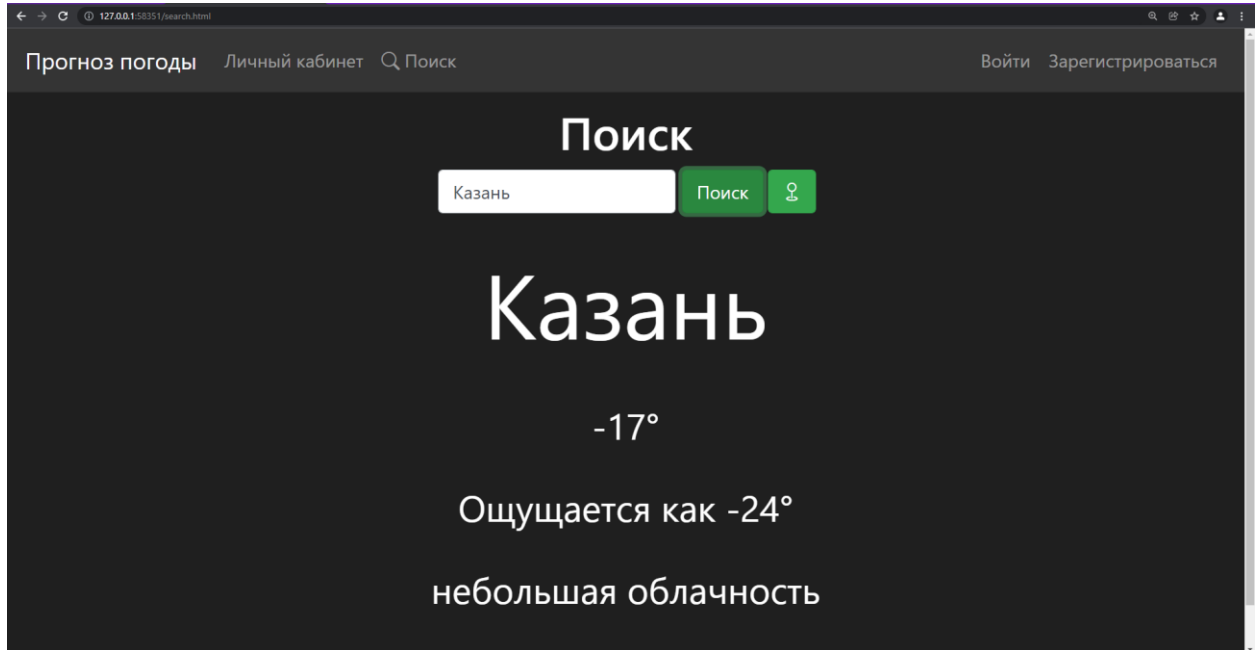 127.0.0.1:58351/search.html
Прогноз погоды Личный кабинет Поиск Войти Зарегистрироваться
Поиск
Казань Поиск
Казань
-17°
Ощущается как -24°
небольшая облачность